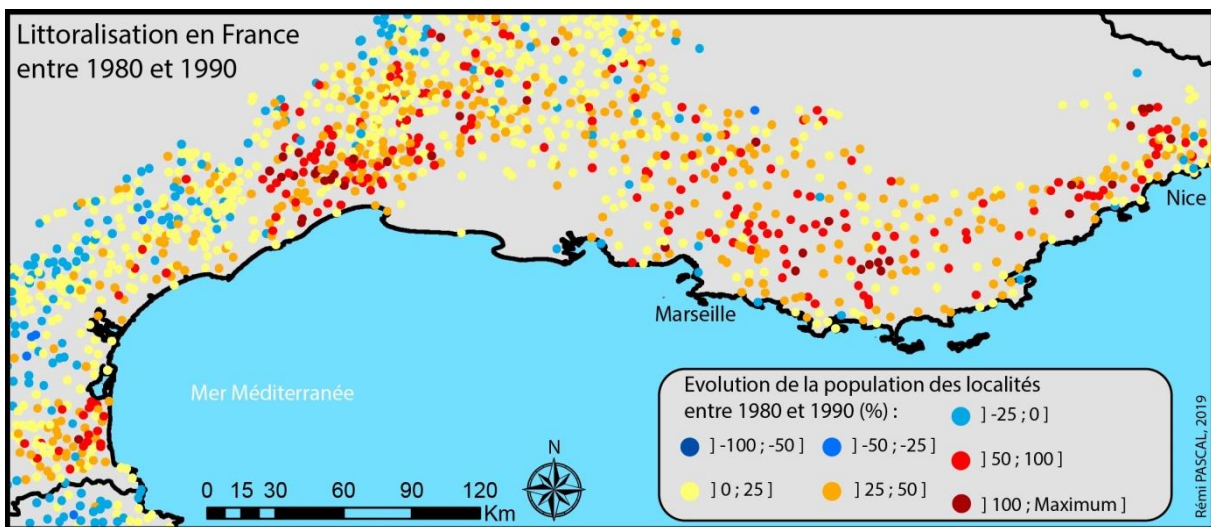 Littoralisation en France
entre 1980 et 1990
Nice
Marseille
Mer Méditerranée
Evolution de la population des localités
entre 1980 et 1990 (%) :
] -25 ; 0 ]
] -100 ; -50 ]
] -50 ; -25 ]
] 50 ; 100 ]
] 0 ; 25 ]
] 25 ; 50 ]
] 100 ; Maximum ]
N
0 15 30 60 90 120
Km
Rémi PASCAL, 2019